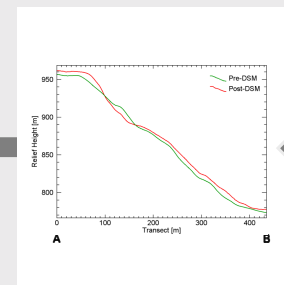 950
900
850
800
Relief Height [m]
Pre-DSM
Post-DSM
0
100
200
300
400
Transect [m]
A
B